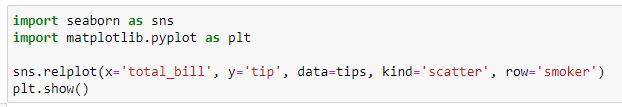 import seaborn as sns
import matplotlib.pyplot as plt
sns.relplot(x='total_bill', y='tip', data=tips, kind='scatter', row='smoker')
plt.show()